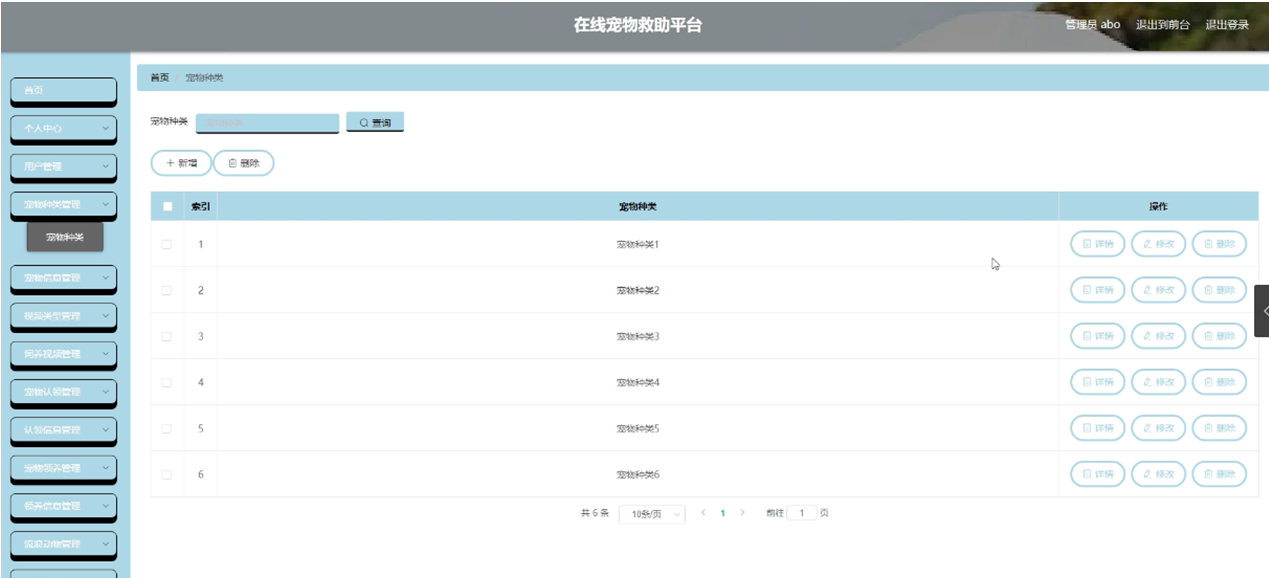 在线宠物救助平台
管理员 abo 退出到前台 退出登录
首页
个人中心
用户管理
宠物种类管理
宠物种类
宠物信息管理
视频类型管理
饲养视频管理
宠物认领管理
认领信息管理
宠物领养管理
领养信息管理
流浪动物管理
首页 / 宠物种类
宠物种类 宠物种类 查询
新增 删除
索引 宠物种类 操作
1 宠物种类1 详情 修改 删除
2 宠物种类2 详情 修改 删除
3 宠物种类3 详情 修改 删除
4 宠物种类4 详情 修改 删除
5 宠物种类5 详情 修改 删除
6 宠物种类6 详情 修改 删除
共 6 条 10条/页 1 前往 1 页